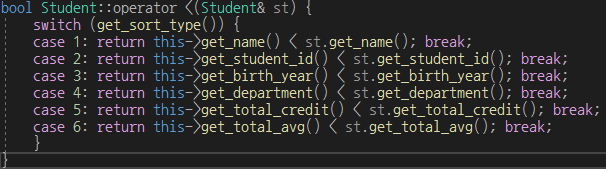 bool Student::operator <(Student& st) {
switch (get_sort_type()) {
case 1: return this->get_name() < st.get_name(); break;
case 2: return this->get_student_id() < st.get_student_id(); break;
case 3: return this->get_birth_year() < st.get_birth_year(); break;
case 4: return this->get_department() < st.get_department(); break;
case 5: return this->get_total_credit() < st.get_total_credit(); break;
case 6: return this->get_total_avg() < st.get_total_avg(); break;
}
}